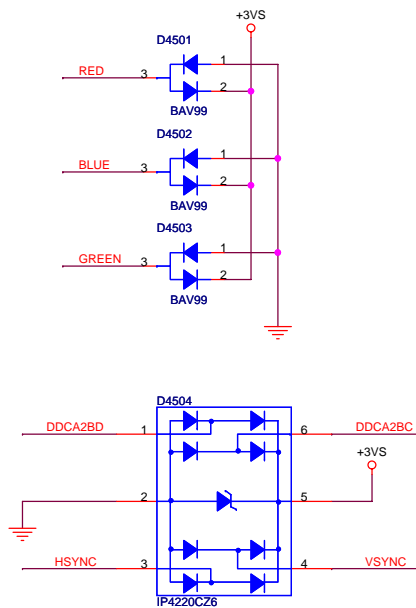 +3VS
D4501
RED
3
1
2
BAV99
D4502
BLUE
3
1
2
BAV99
D4503
GREEN
3
1
2
BAV99
D4504
DDCA2BD
1
6
DDCA2BC
+3VS
2
5
HSYNC
3
4
VSYNC
IP4220CZ6